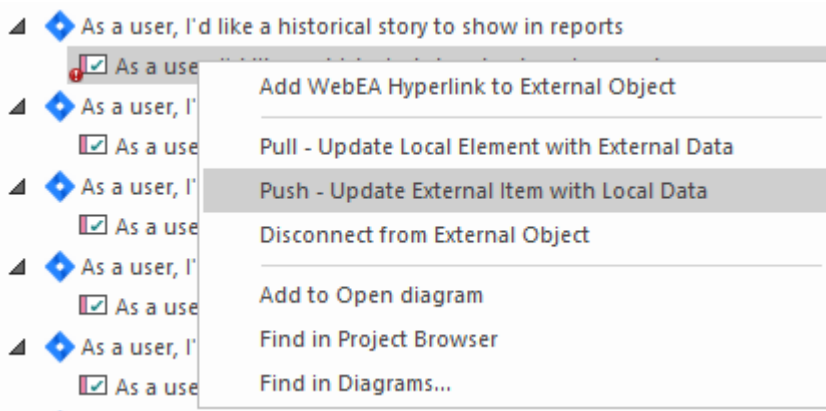 As a user, I'd like a historical story to show in reports
As a use
Add WebEA Hyperlink to External Object
As a user, I'
As a use
Pull - Update Local Element with External Data
As a user, I'
Push - Update External Item with Local Data
As a use
Disconnect from External Object
As a user, I'
Add to Open diagram
As a use
As a user, I'
Find in Project Browser
As a use
Find in Diagrams...